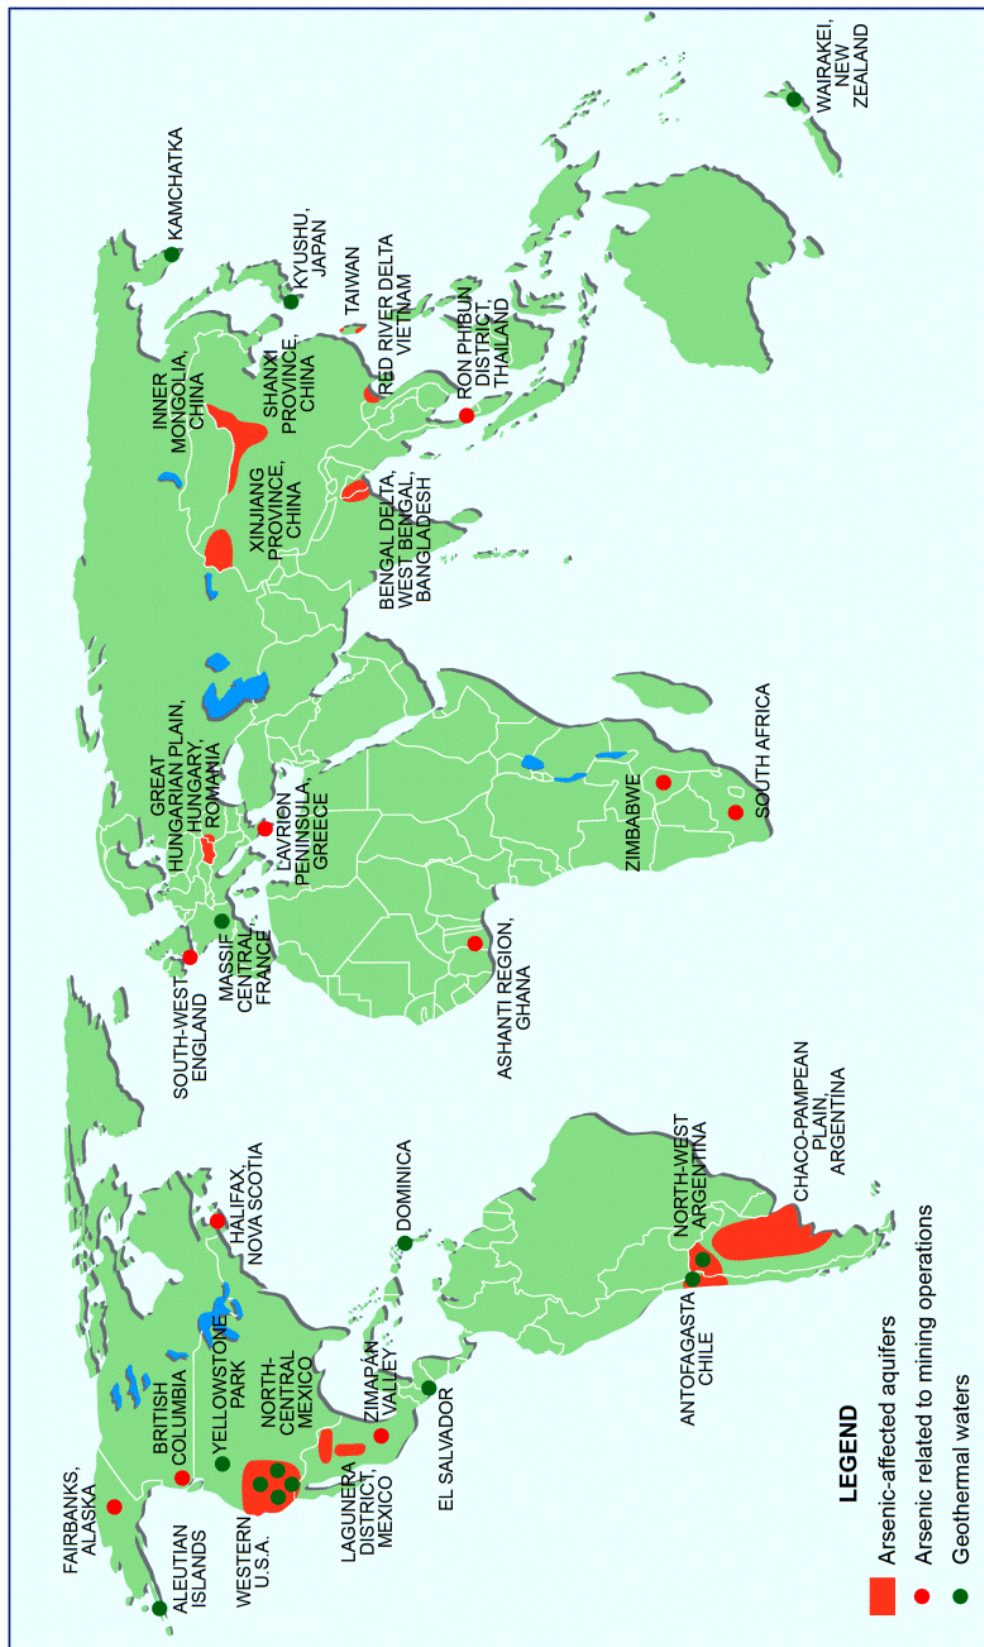 FAIRBANKS,
ALASKA
ALEUTIAN
ISLANDS
BRITISH
COLUMBIA
YELLOWSTONE
PARK
WESTERN
U.S.A.
NORTH-
CENTRAL
MEXICO
LAGUNERA
DISTRICT,
MEXICO
ZIMAPÁN
VALLEY
EL SALVADOR
HALIFAX,
NOVA SCOTIA
DOMINICA
ANTOFAGASTA
CHILE
NORTH-WEST
ARGENTINA
CHACO-PAMPEAN
PLAIN,
ARGENTINA
SOUTH-WEST
ENGLAND
MASSIF
CENTRAL,
FRANCE
GREAT
HUNGARIAN PLAIN,
HUNGARY,
ROMANIA
LAVRION
PENINSULA,
GREECE
ASHANTI REGION,
GHANA
ZIMBABWE
SOUTH AFRICA
INNER
MONGOLIA,
CHINA
XINJIANG
PROVINCE,
CHINA
SHANXI
PROVINCE,
CHINA
BENGAL DELTA,
WEST BENGAL,
BANGLADESH
KAMCHATKA
KYUSHU,
JAPAN
TAIWAN
RED RIVER DELTA
VIETNAM
RON PHIBUN
DISTRICT,
THAILAND
WAIRAKEI,
NEW
ZEALAND
LEGEND
Arsenic-affected aquifers
Arsenic related to mining operations
Geothermal waters